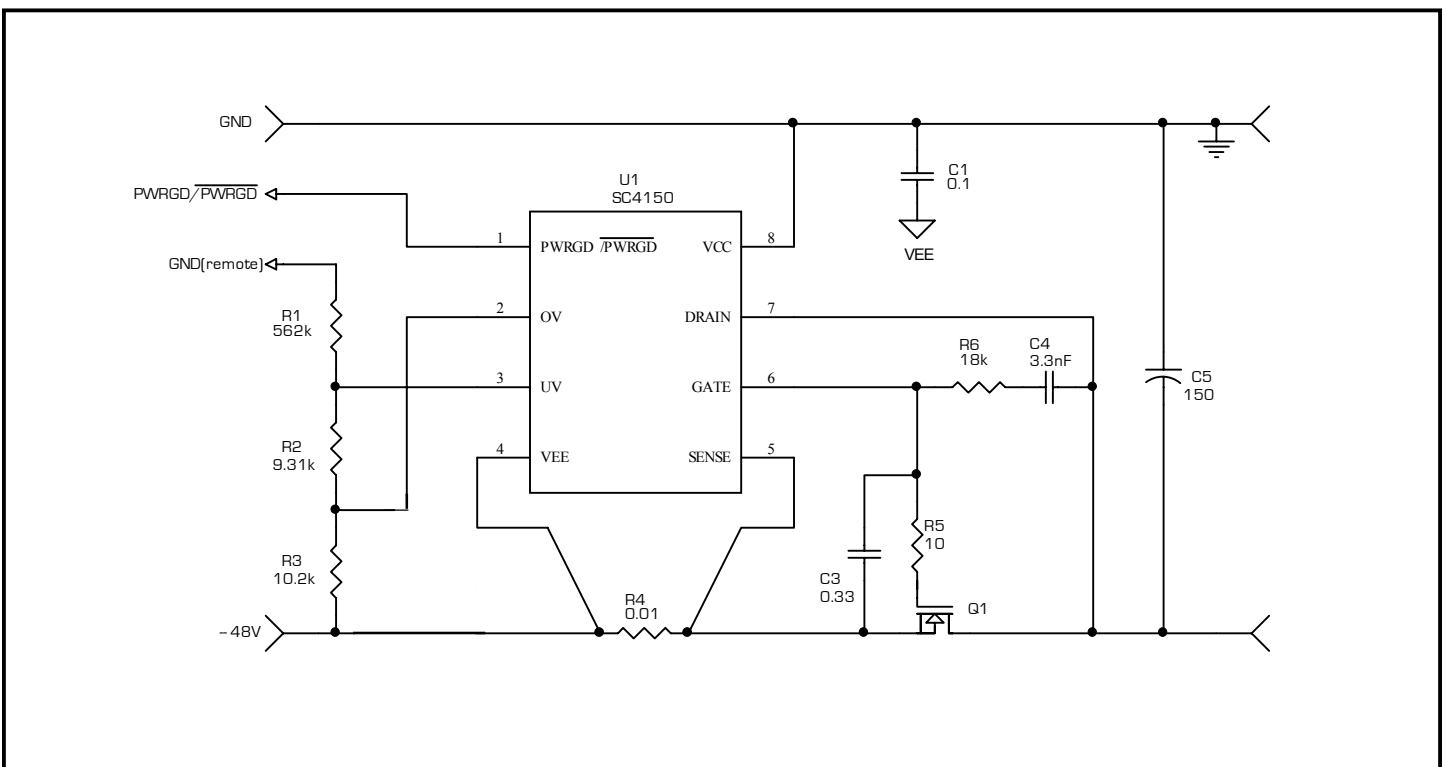 GND
PWRGD/PWRGD
GND(remote)
U1
SC4150
C1
0.1
VEE
1
PWRGD /PWRGD
VCC
8
2
OV
DRAIN
7
3
UV
GATE
6
4
VEE
SENSE
5
R1
562k
R2
9.31k
R3
10.2k
R6
18k
C4
3.3nF
C5
150
R5
10
C3
0.33
R4
0.01
Q1
-48V